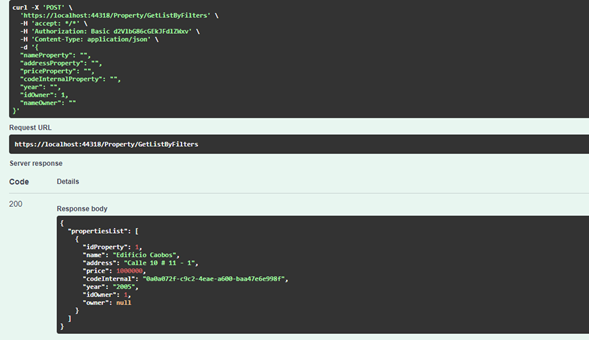 curl -X 'POST' \
'https://localhost:44318/Property/GetListByFilters' \
-H 'accept: */*' \
-H 'Authorization: Basic d2VlbG86cGEkJFdlZWxv' \
-H 'Content-Type: application/json' \
-d '{
"nameProperty": "",
"addressProperty": "",
"priceProperty": "",
"codeInternalProperty": "",
"year": "",
"idOwner": 1,
"nameOwner": ""
}'
Request URL
https://localhost:44318/Property/GetListByFilters
Server response
Code Details
200
Response body
{
"propertiesList": [
{
"idProperty": 1,
"name": "Edificio Caobos",
"address": "Calle 10 # 11 - 1",
"price": 1000000,
"codeInternal": "0a0a072f-c9c2-4eae-a600-baa47e6e998f",
"year": "2005",
"idOwner": 1,
"owner": null
}
]
}